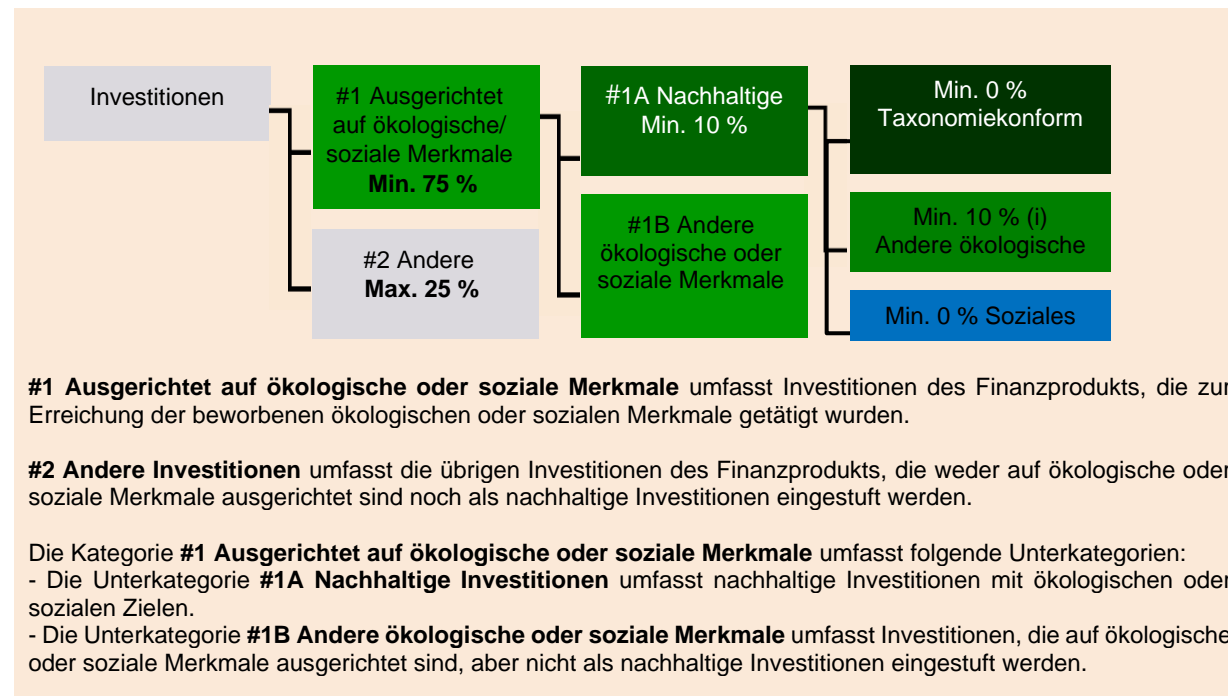 Investitionen
#1 Ausgerichtet
auf ökologische/
soziale Merkmale
Min. 75 %
#2 Andere
Max. 25 %
#1A Nachhaltige
Min. 10 %
#1B Andere
ökologische oder
soziale Merkmale
Min. 0 %
Taxonomiekonform
Min. 10 % (i)
Andere ökologische
Min. 0 % Soziales
#1 Ausgerichtet auf ökologische oder soziale Merkmale umfasst Investitionen des Finanzprodukts, die zur
Erreichung der beworbenen ökologischen oder sozialen Merkmale getätigt wurden.
#2 Andere Investitionen umfasst die übrigen Investitionen des Finanzprodukts, die weder auf ökologische oder
soziale Merkmale ausgerichtet sind noch als nachhaltige Investitionen eingestuft werden.
Die Kategorie #1 Ausgerichtet auf ökologische oder soziale Merkmale umfasst folgende Unterkategorien:
- Die Unterkategorie #1A Nachhaltige Investitionen umfasst nachhaltige Investitionen mit ökologischen oder
sozialen Zielen.
- Die Unterkategorie #1B Andere ökologische oder soziale Merkmale umfasst Investitionen, die auf ökologische
oder soziale Merkmale ausgerichtet sind, aber nicht als nachhaltige Investitionen eingestuft werden.